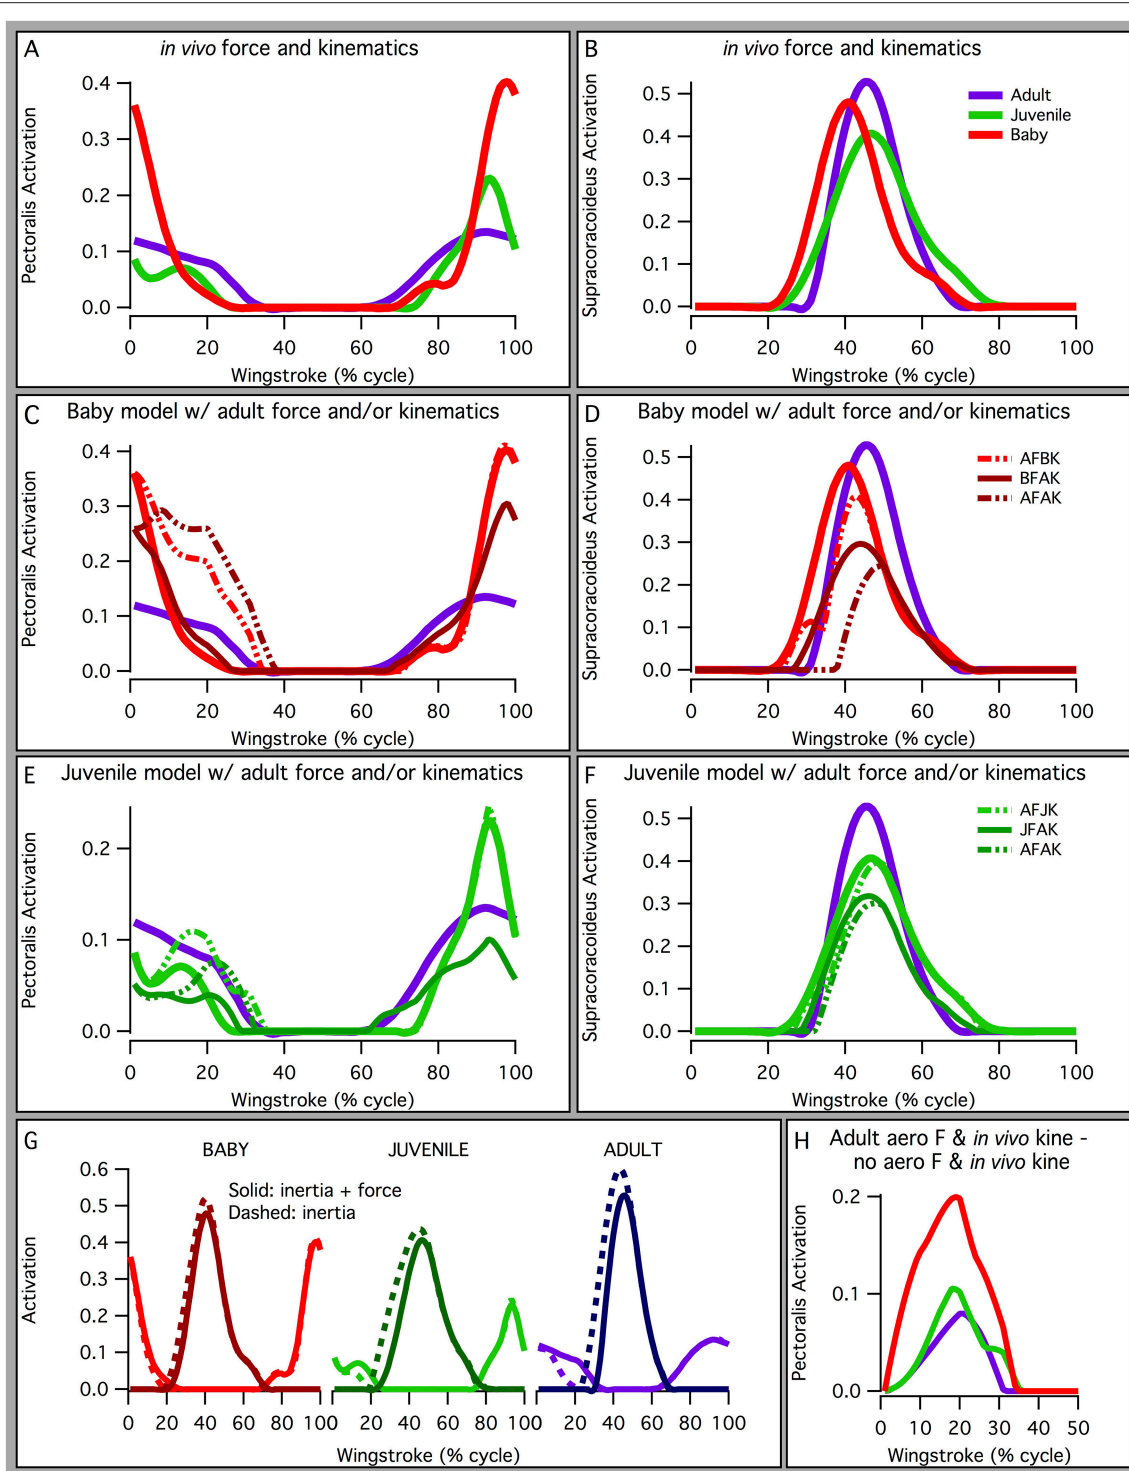 A
in vivo force and kinematics
Pectoralis Activation
0.4
0.3
0.2
0.1
0.0
0 20 40 60 80 100
Wingstroke (% cycle)
B
in vivo force and kinematics
Supracoracoideus Activation
0.5
0.4
0.3
0.2
0.1
0.0
Adult
Juvenile
Baby
0 20 40 60 80 100
Wingstroke (% cycle)
C
Baby model w/ adult force and/or kinematics
Pectoralis Activation
0.4
0.3
0.2
0.1
0.0
0 20 40 60 80 100
Wingstroke (% cycle)
D
Baby model w/ adult force and/or kinematics
Supracoracoideus Activation
0.5
0.4
0.3
0.2
0.1
0.0
AFBK
BFAK
AFAK
0 20 40 60 80 100
Wingstroke (% cycle)
E
Juvenile model w/ adult force and/or kinematics
Pectoralis Activation
0.2
0.1
0.0
0 20 40 60 80 100
Wingstroke (% cycle)
F
Juvenile model w/ adult force and/or kinematics
Supracoracoideus Activation
0.5
0.4
0.3
0.2
0.1
0.0
AFJK
JFAK
AFAK
0 20 40 60 80 100
Wingstroke (% cycle)
G
BABY JUVENILE ADULT
Solid: inertia + force
Dashed: inertia
Activation
0.6
0.5
0.4
0.3
0.2
0.1
0.0
0 20 40 60 80 100 20 40 60 80 100 20 40 60 80 100
Wingstroke (% cycle)
H
Adult aero F & in vivo kine -
no aero F & in vivo kine
Pectoralis Activation
0.2
0.1
0.0
0 10 20 30 40 50
Wingstroke (% cycle)